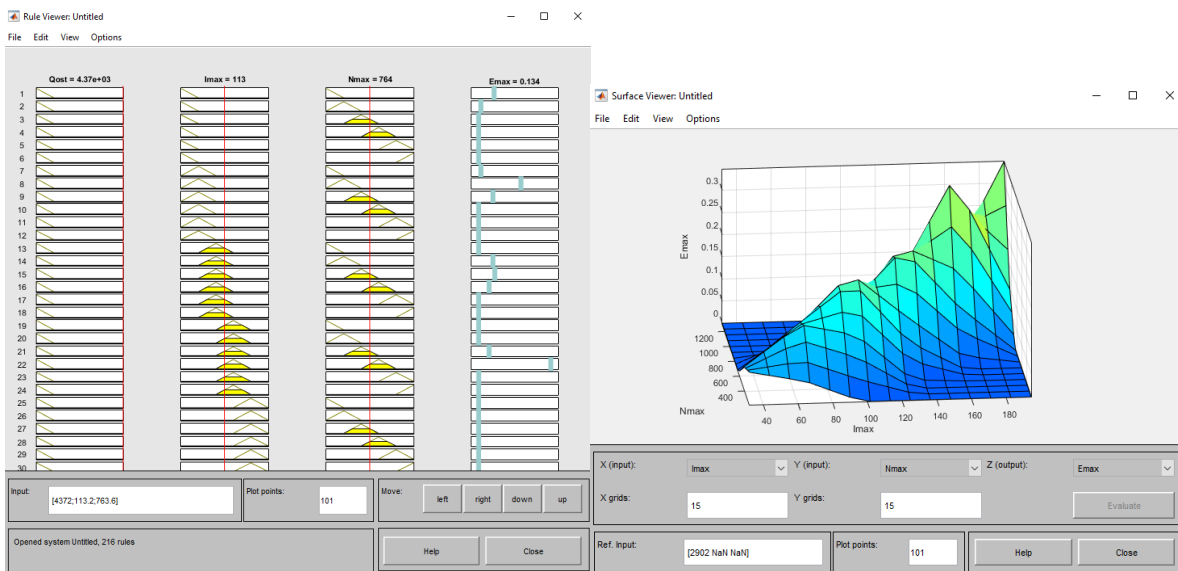 Rule Viewer: Untitled
File Edit View Options
Qost = 4.37e+03 Imax = 113 Nmax = 764 Emax = 0.134
1
2
3
4
5
6
7
8
9
10
11
12
13
14
15
16
17
18
19
20
21
22
23
24
25
26
27
28
29
30
Input: [4372;113.2;763.6] Plot points: 101 Move: left right down up
Opened system Untitled, 216 rules
Help Close
Surface Viewer: Untitled
File Edit View Options
0.3
0.25
0.2
0.15
0.1
0.05
0
Emax
1200
1000
800
600
400
Nmax
40 60 80 100 120 140 160 180
Imax
X (input): Imax Y (input): Nmax Z (output): Emax
X grids: 15 Y grids: 15 Evaluate
Ref. Input: [2902 NaN NaN] Plot points: 101 Help Close